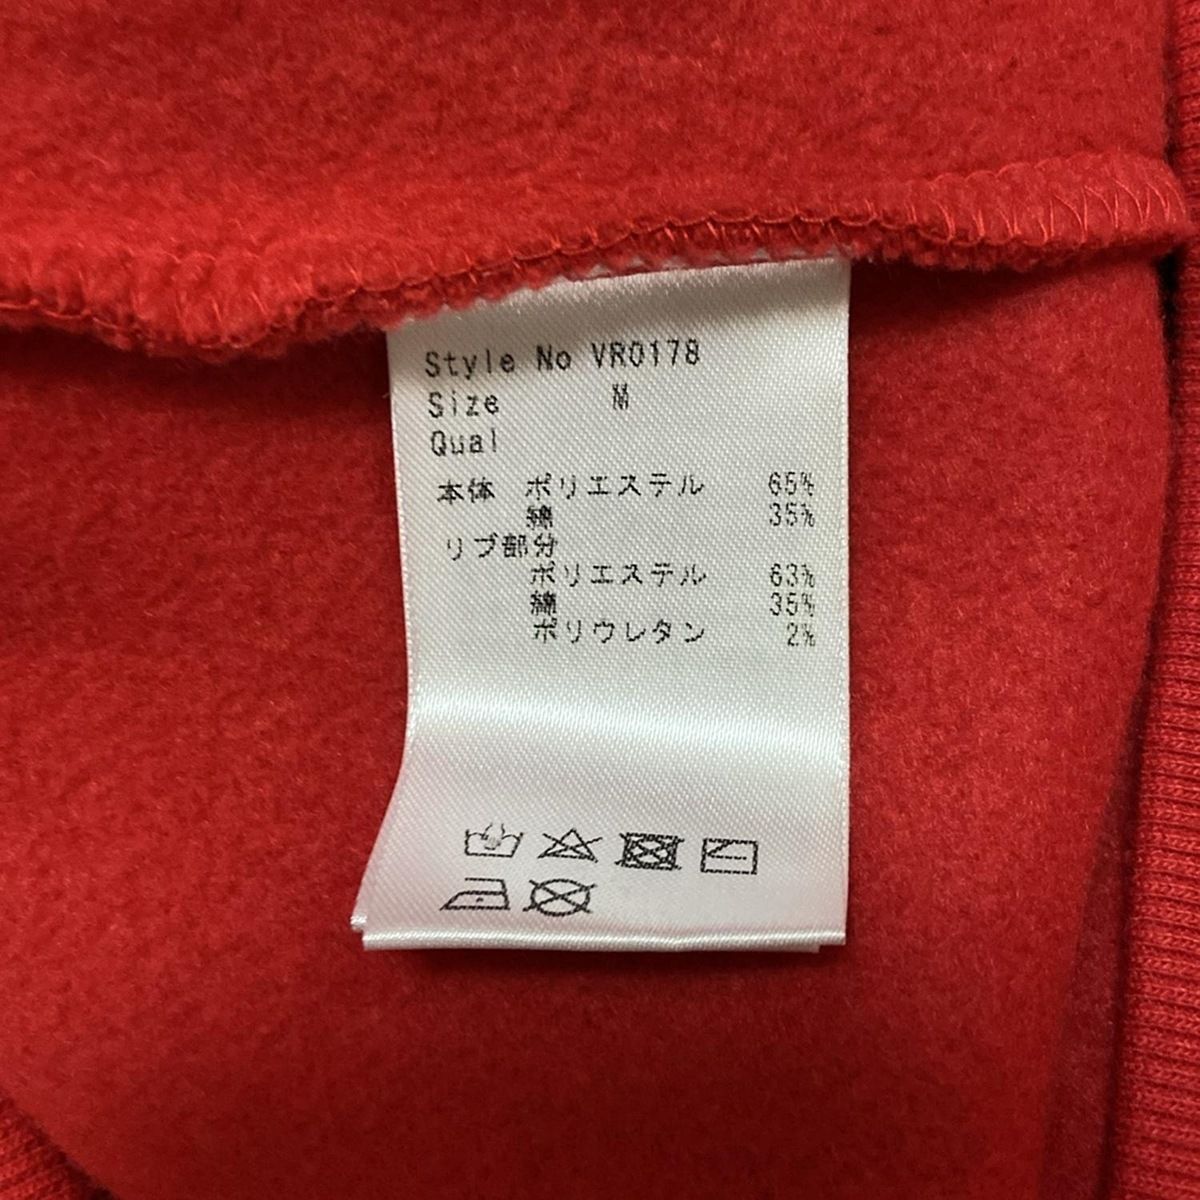 Style No VR0178
Size M
Qual
本体 ポリエステル 65%
綿 35%
リブ部分
ポリエステル 63%
綿 35%
ポリウレタン 2%